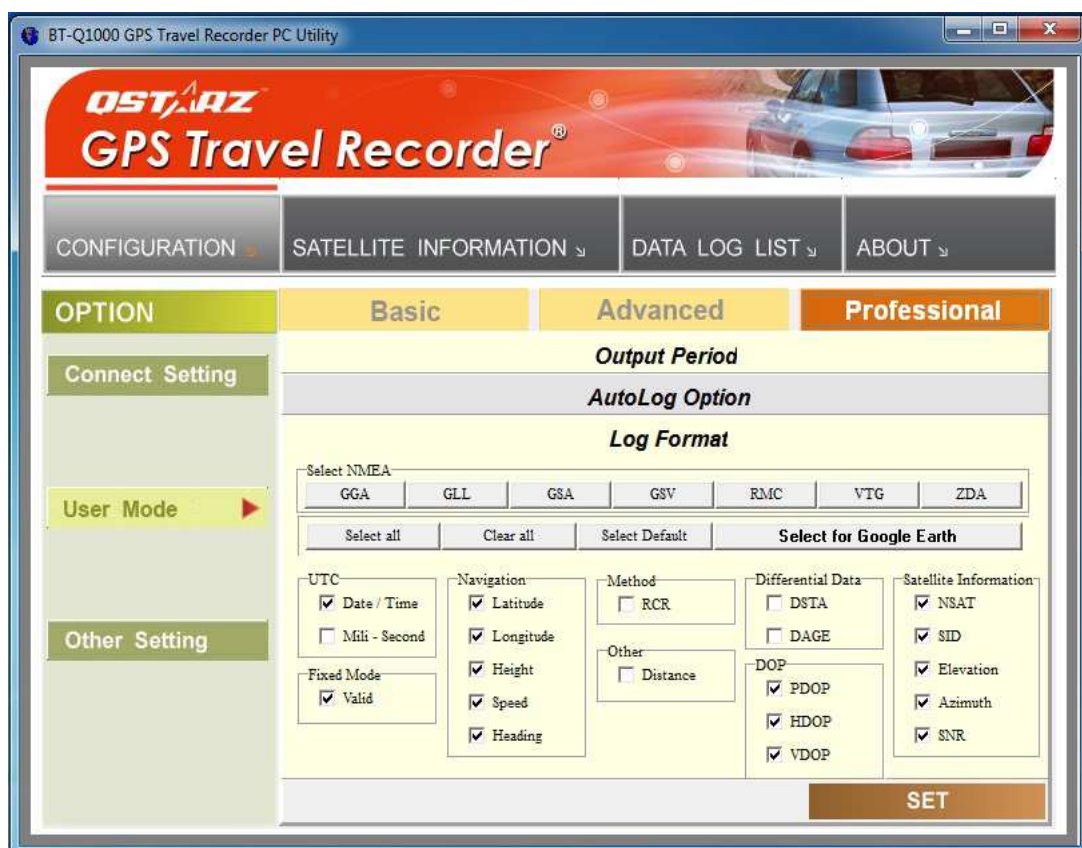 BT-Q1000 GPS Travel Recorder PC Utility
QSTARZ
GPS Travel Recorder®
CONFIGURATION
SATELLITE INFORMATION
DATA LOG LIST
ABOUT
OPTION
Basic
Advanced
Professional
Connect Setting
User Mode
Other Setting
Output Period
AutoLog Option
Log Format
Select NMEA
GGA
GLL
GSA
GSV
RMC
VTG
ZDA
Select all
Clear all
Select Default
Select for Google Earth
UTC
Date / Time
Mili - Second
Fixed Mode
Valid
Navigation
Latitude
Longitude
Height
Speed
Heading
Method
RCR
Other
Distance
Differential Data
DSTA
DAGE
DOP
PDOP
HDOP
VDOP
Satellite Information
NSAT
SID
Elevation
Azimuth
SNR
SET